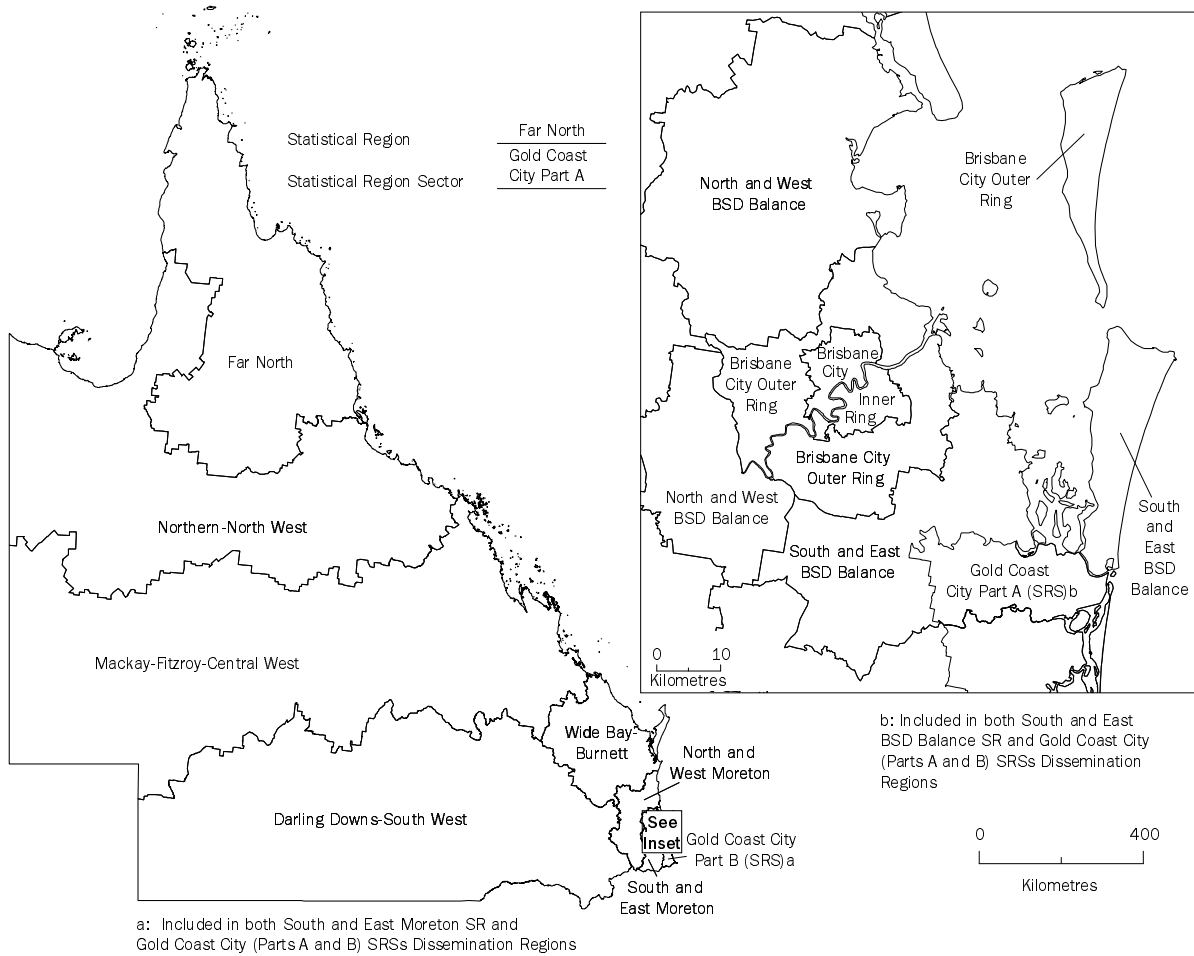 Statistical Region
Far North
Gold Coast
City Part A
Statistical Region Sector
Far North
Northern-North West
Mackay-Fitzroy-Central West
Wide Bay-
Burnett
North and
West Moreton
Darling Downs-South West
See
Inset
Gold Coast City
Part B (SRS)a
South and
East Moreton
a: Included in both South and East Moreton SR and
Gold Coast City (Parts A and B) SRSs Dissemination Regions
Brisbane
City Outer
Ring
North and West
BSD Balance
Brisbane
City Outer
Ring
Brisbane
City
Inner
Ring
Brisbane City
Outer Ring
North and West
BSD Balance
South and East
BSD Balance
Gold Coast
City Part A (SRS)b
South
and
East
BSD
Balance
0 10
Kilometres
b: Included in both South and East
BSD Balance SR and Gold Coast City
(Parts A and B) SRSs Dissemination
Regions
0 400
Kilometres